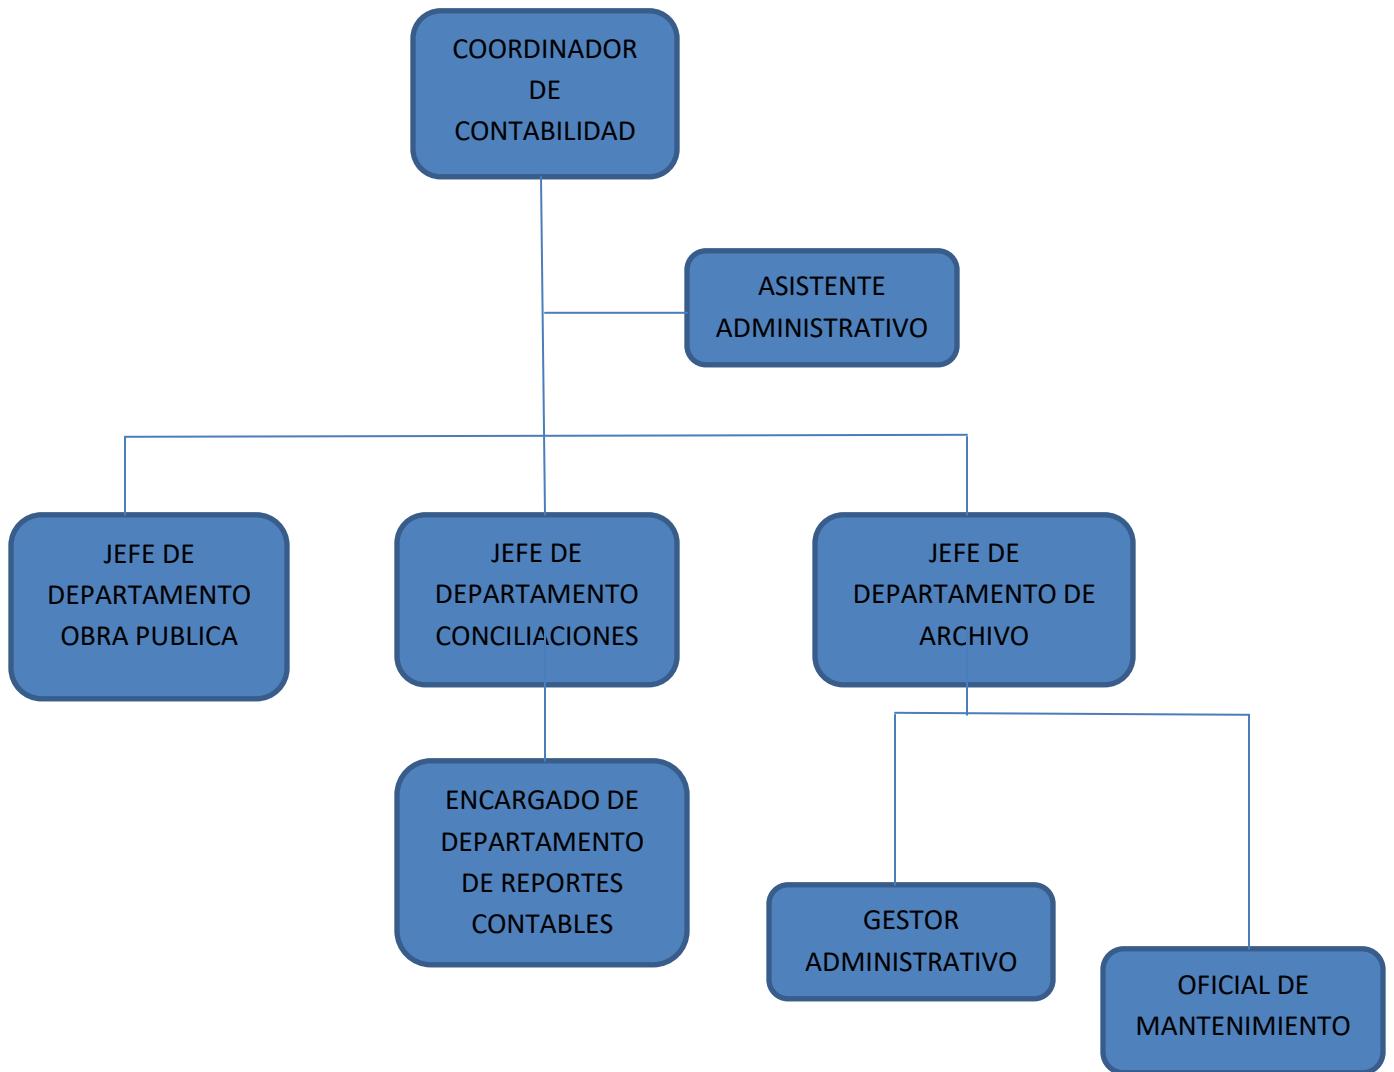 COORDINADOR
DE
CONTABILIDAD
ASISTENTE
ADMINISTRATIVO
JEFE DE
DEPARTAMENTO
OBRA PUBLICA
JEFE DE
DEPARTAMENTO
CONCILIACIONES
JEFE DE
DEPARTAMENTO DE
ARCHIVO
ENCARGADO DE
DEPARTAMENTO
DE REPORTES
CONTABLES
GESTOR
ADMINISTRATIVO
OFICIAL DE
MANTENIMIENTO